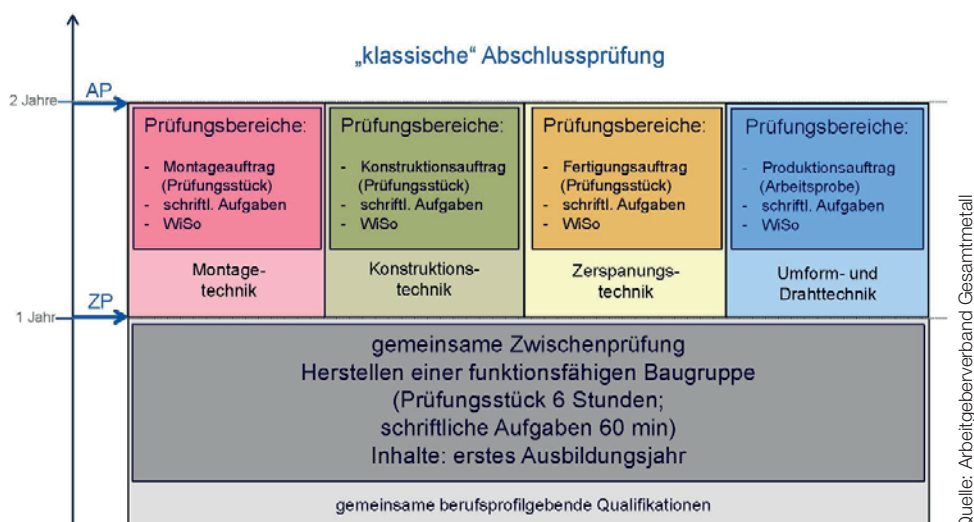 „klassische“ Abschlussprüfung
AP
2 Jahre
Prüfungsbereiche:
- Montageauftrag
(Prüfungsstück)
- schriftl. Aufgaben
- WiSo
Montage-
technik
Prüfungsbereiche:
- Konstruktionsauftrag
(Prüfungsstück)
- schriftl. Aufgaben
- WiSo
Konstruktions-
technik
Prüfungsbereiche:
- Fertigungsauftrag
(Prüfungsstück)
- schriftl. Aufgaben
- WiSo
Zerspanungs-
technik
Prüfungsbereiche:
- Produktionsauftrag
(Arbeitsprobe)
- schriftl. Aufgaben
- WiSo
Umform- und
Drahttechnik
ZP
1 Jahr
gemeinsame Zwischenprüfung
Herstellen einer funktionsfähigen Baugruppe
(Prüfungsstück 6 Stunden;
schriftliche Aufgaben 60 min)
Inhalte: erstes Ausbildungsjahr
gemeinsame berufsprofilgebende Qualifikationen
Quelle: Arbeitgeberverband Gesamtmetall